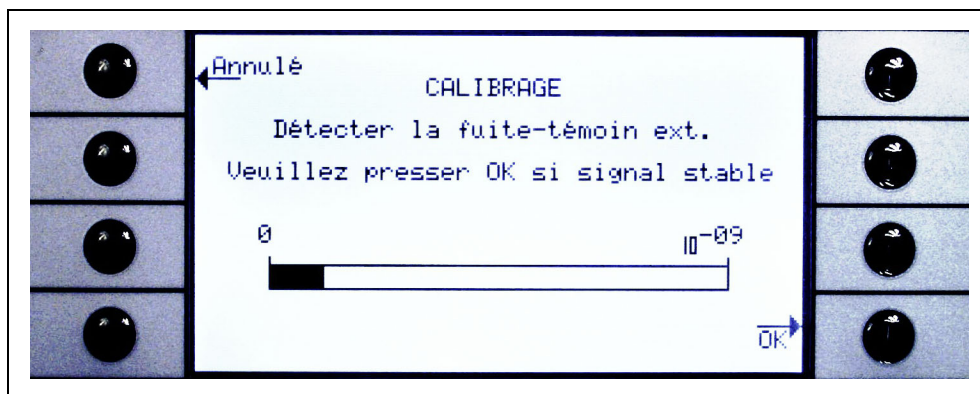 Annulé
CALIBRAGE
Détecter la fuite-témoin ext.
Veuillez presser OK si signal stable
0 10⁻⁰⁹
OK